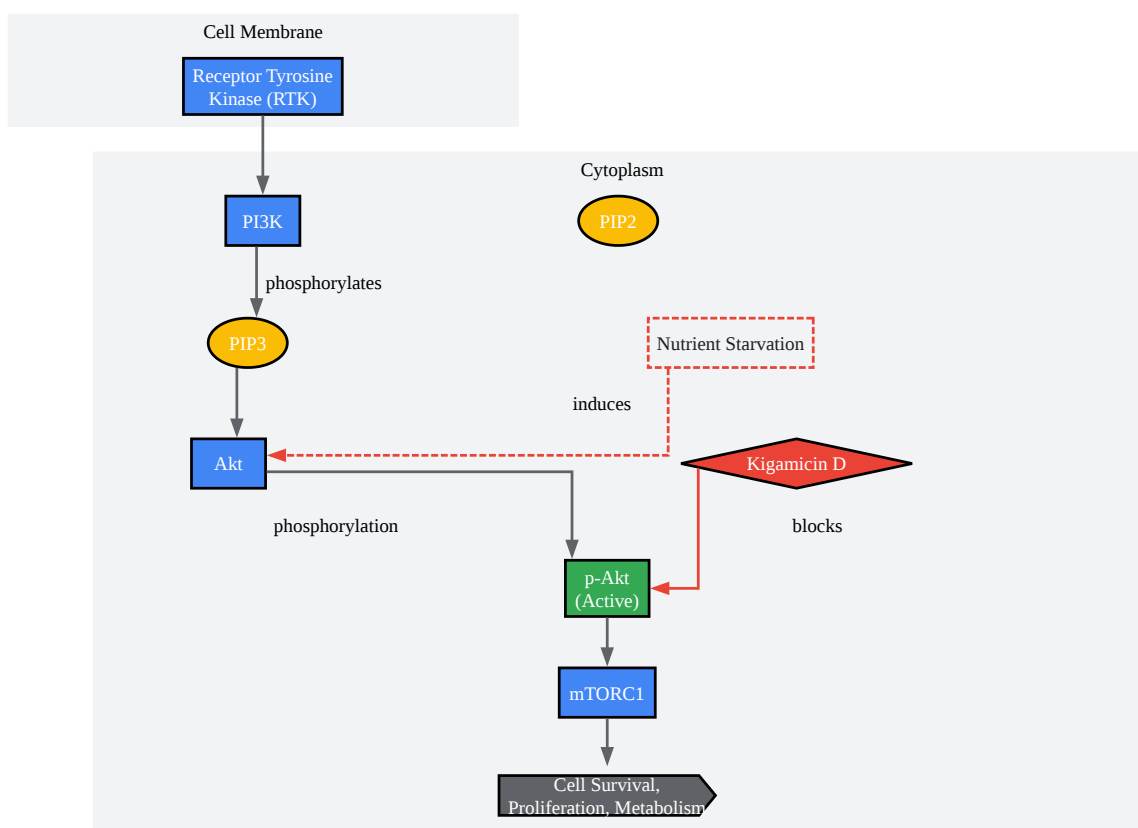 Cell Membrane
Receptor Tyrosine
Kinase (RTK)
Cytoplasm
PI3K
PIP2
phosphorylates
PIP3
Nutrient Starvation
induces
Akt
Kigamicin D
phosphorylation
blocks
p-Akt
(Active)
mTORC1
Cell Survival,
Proliferation, Metabolism